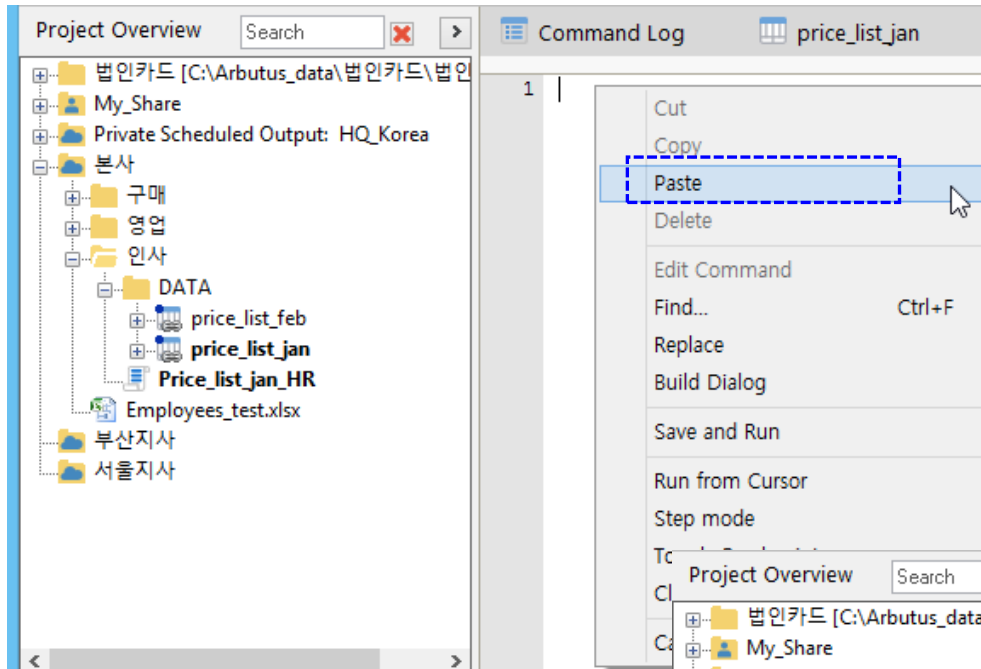 Project Overview
Search
Command Log
price_list_jan
법인카드 [C:\Arbutus_data\법인카드\법인
My_Share
Private Scheduled Output: HQ_Korea
본사
구매
영업
인사
DATA
price_list_feb
price_list_jan
Price_list_jan_HR
Employees_test.xlsx
부산지사
서울지사
1
Cut
Copy
Paste
Delete
Edit Command
Find... Ctrl+F
Replace
Build Dialog
Save and Run
Run from Cursor
Step mode
Project Overview
Search
법인카드 [C:\Arbutus_data
My_Share